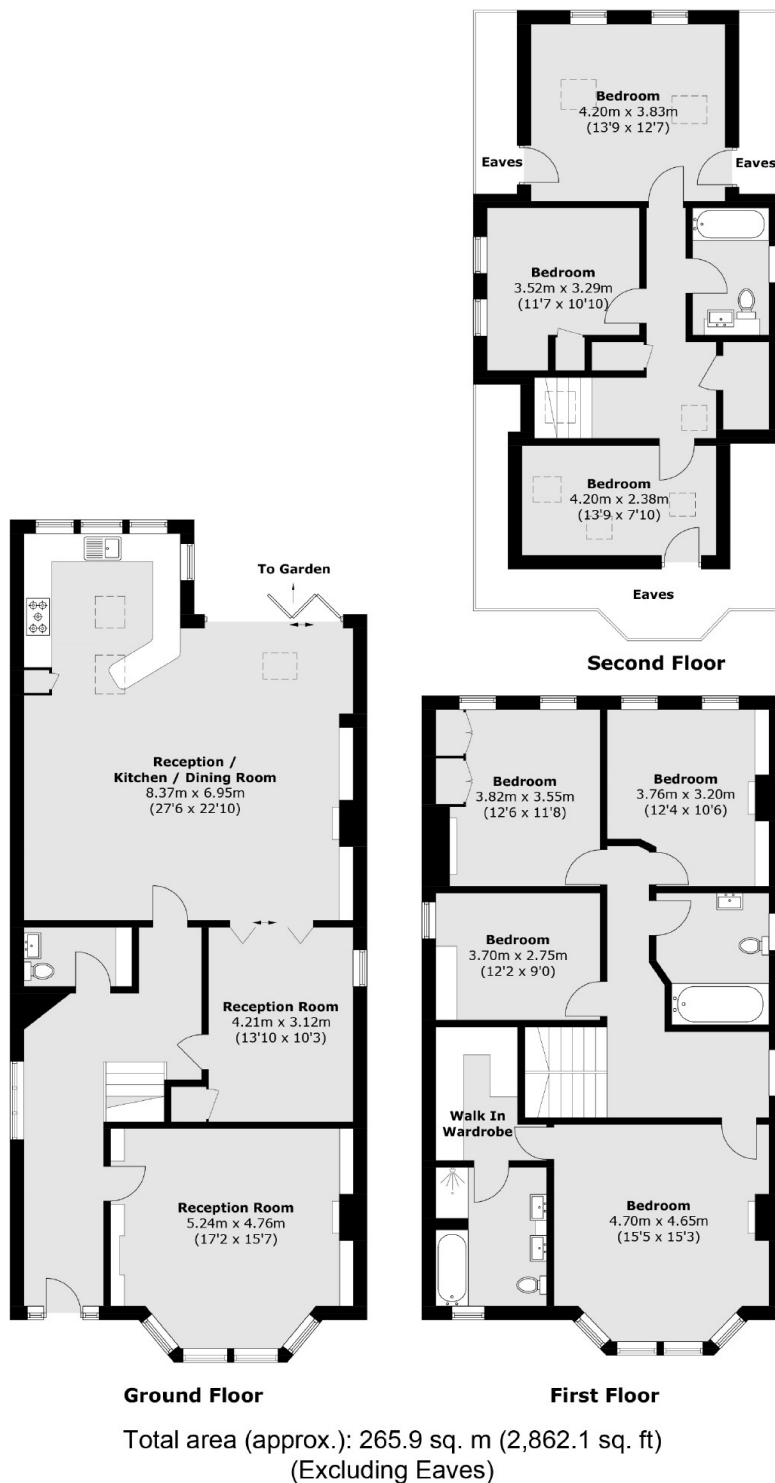 Bedroom
4.20m x 3.83m
(13'9 x 12'7)
Eaves
Eaves
Bedroom
3.52m x 3.29m
(11'7 x 10'10)
Bedroom
4.20m x 2.38m
(13'9 x 7'10)
Eaves
Second Floor
To Garden
Reception /
Kitchen / Dining Room
8.37m x 6.95m
(27'6 x 22'10)
Reception Room
4.21m x 3.12m
(13'10 x 10'3)
Reception Room
5.24m x 4.76m
(17'2 x 15'7)
Ground Floor
Bedroom
3.82m x 3.55m
(12'6 x 11'8)
Bedroom
3.76m x 3.20m
(12'4 x 10'6)
Bedroom
3.70m x 2.75m
(12'2 x 9'0)
Walk In
Wardrobe
Bedroom
4.70m x 4.65m
(15'5 x 15'3)
First Floor
Total area (approx.): 265.9 sq. m (2,862.1 sq. ft)
(Excluding Eaves)